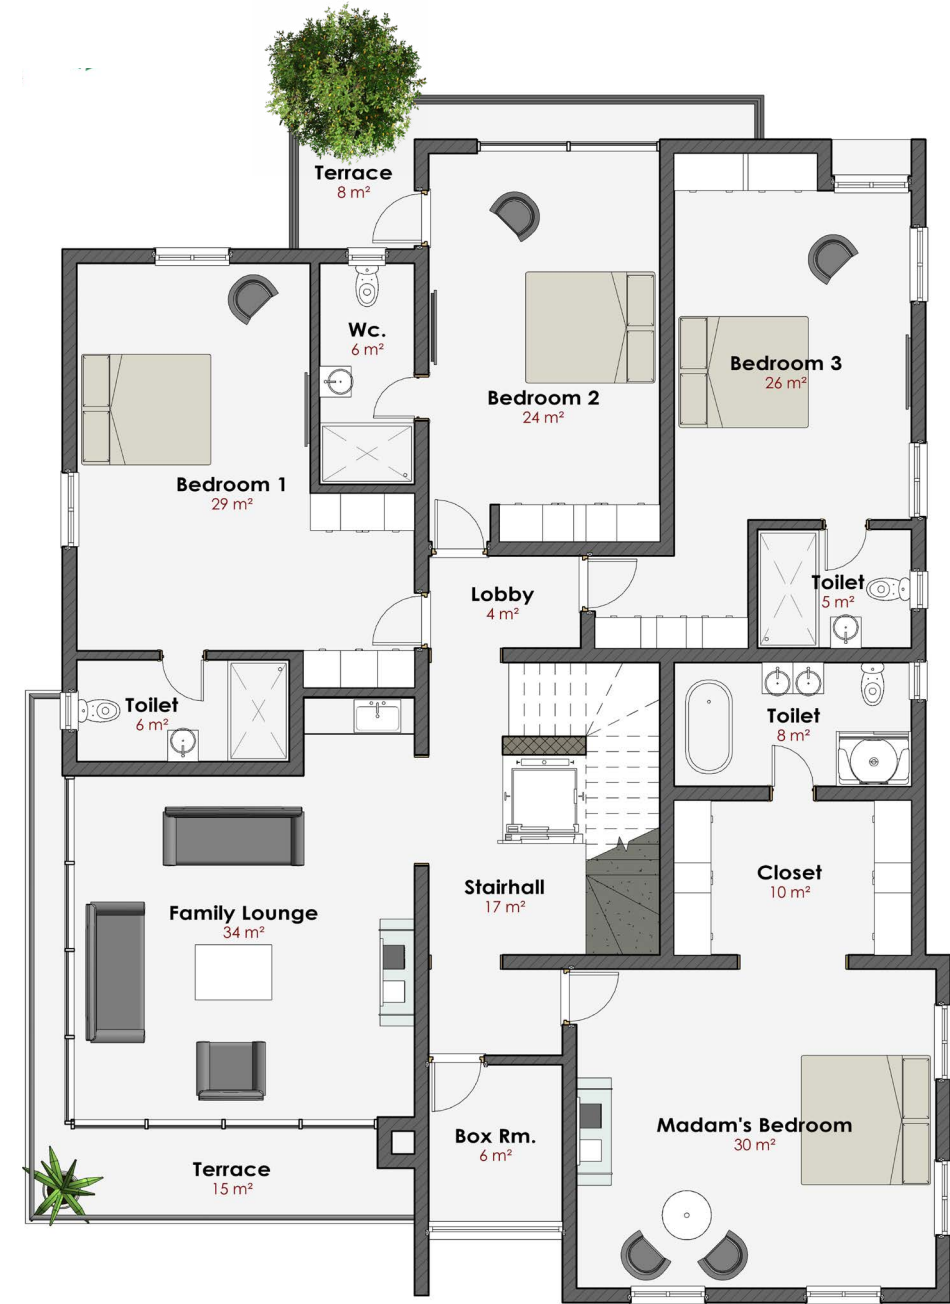 Terrace
8 m²
Wc.
6 m²
Bedroom 3
26 m²
Bedroom 2
24 m²
Bedroom 1
29 m²
Toilet
5 m²
Lobby
4 m²
Toilet
6 m²
Toilet
8 m²
Closet
10 m²
Stairhall
17 m²
Family Lounge
34 m²
Madam's Bedroom
30 m²
Box Rm.
6 m²
Terrace
15 m²